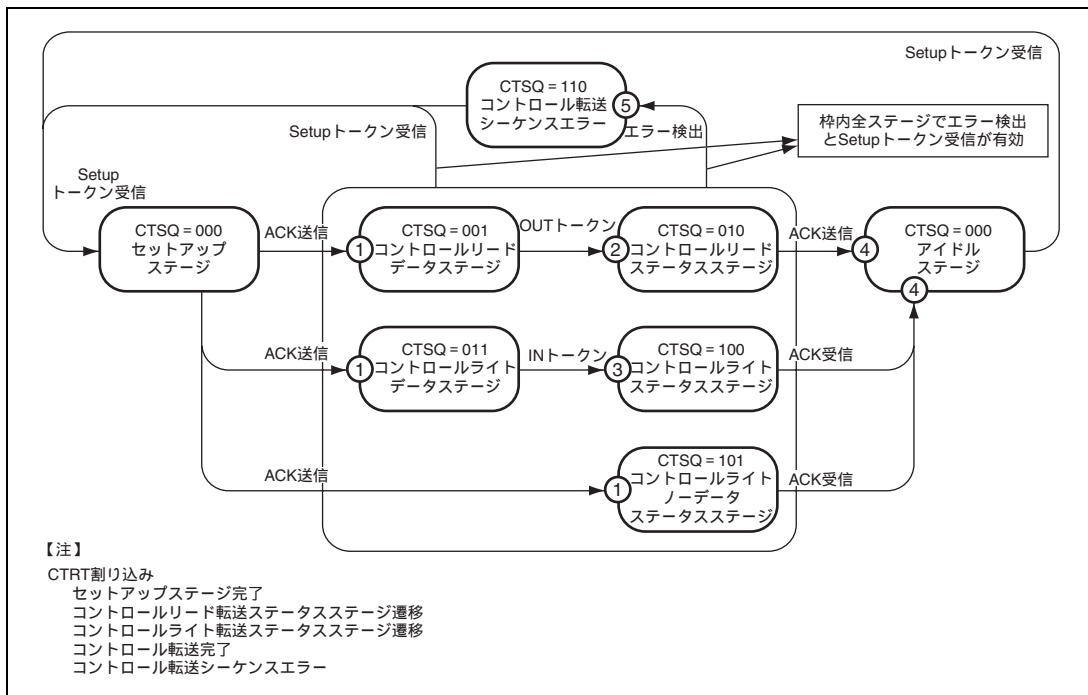 Setupトークン受信
CTSQ = 110
コントロール転送
シーケンスエラー
⑤
Setupトークン受信
エラー検出
枠内全ステージでエラー検出
とSetupトークン受信が有効
Setup
トークン受信
CTSQ = 000
セットアップ
ステージ
ACK送信
①
CTSQ = 001
コントロールリード
データステージ
OUTトークン
②
CTSQ = 010
コントロールリード
ステータスステージ
ACK送信
④
CTSQ = 000
アイドル
ステージ
④
ACK送信
①
CTSQ = 011
コントロールライト
データステージ
INトークン
③
CTSQ = 100
コントロールライト
ステータスステージ
ACK受信
ACK送信
①
CTSQ = 101
コントロールライト
ノーデータ
ステータスステージ
ACK受信
【注】
CTRT割り込み
セットアップステージ完了
コントロールリード転送ステータスステージ遷移
コントロールライト転送ステータスステージ遷移
コントロール転送完了
コントロール転送シーケンスエラー